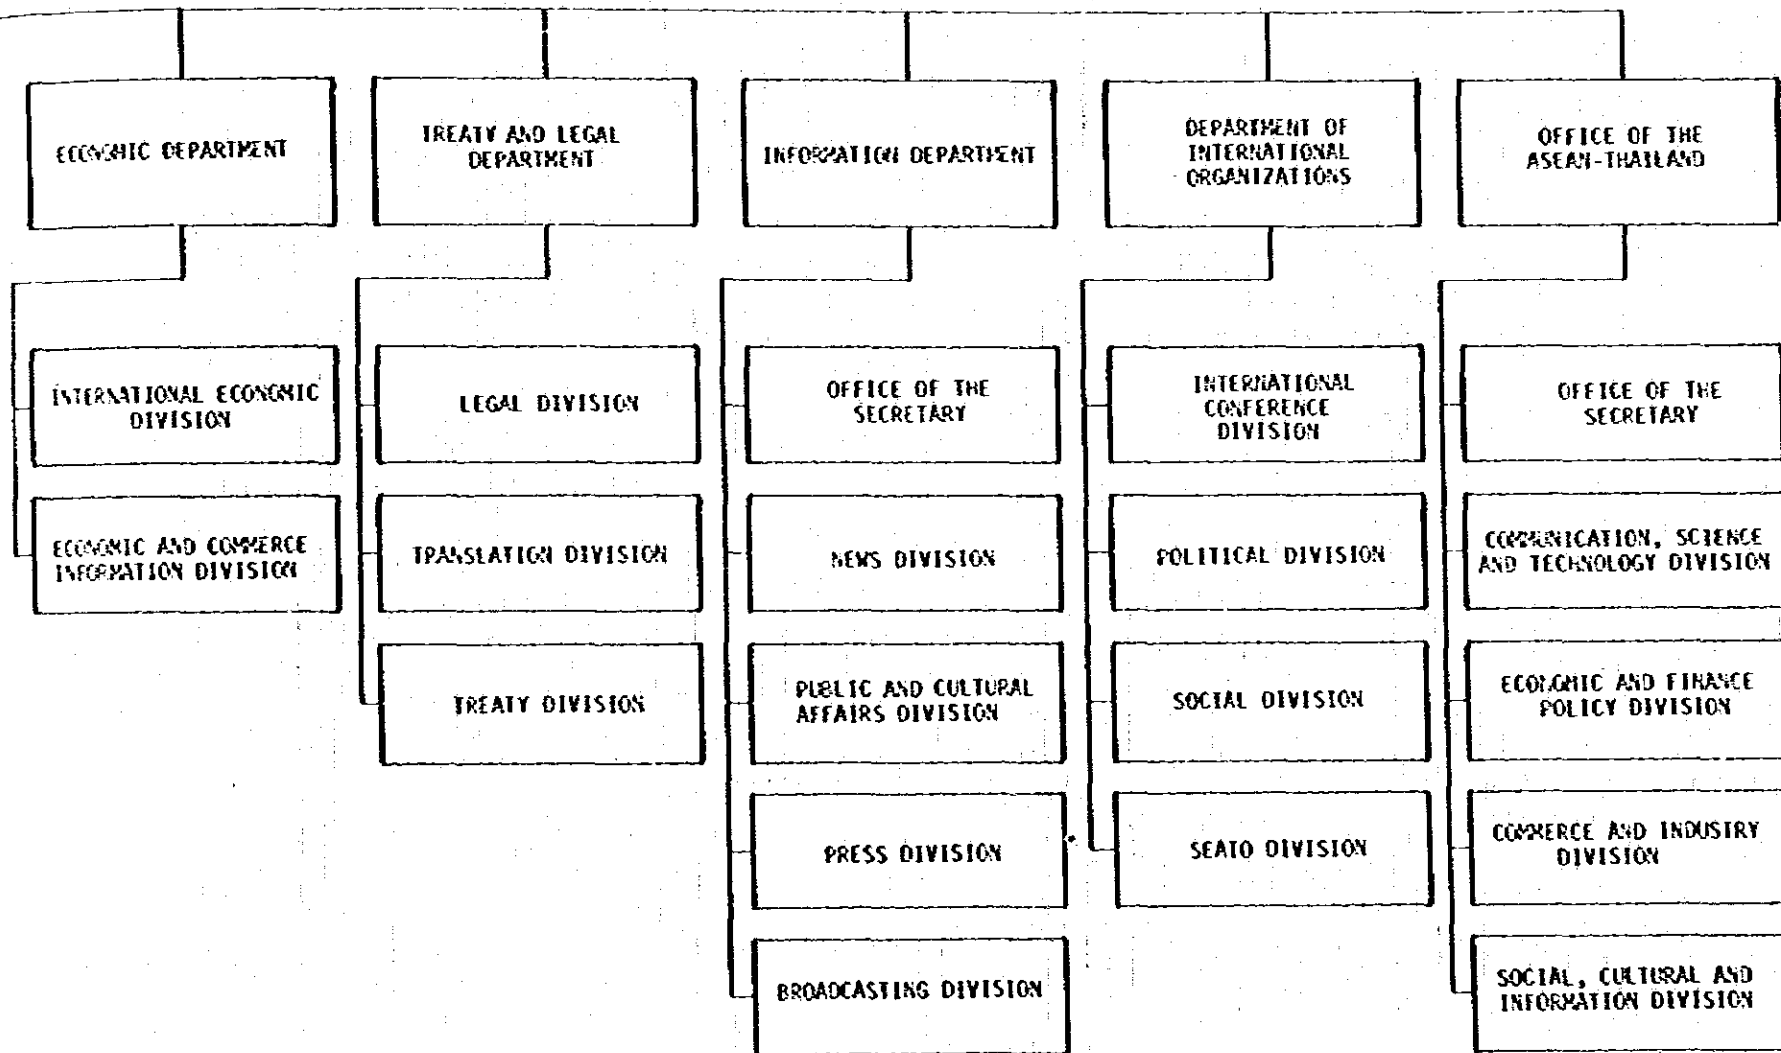 ECONOMIC DEPARTMENT
TREATY AND LEGAL
DEPARTMENT
INFORMATION DEPARTMENT
DEPARTMENT OF
INTERNATIONAL
ORGANIZATIONS
OFFICE OF THE
ASEAN-THAILAND
INTERNATIONAL ECONOMIC
DIVISION
ECONOMIC AND COMMERCE
INFORMATION DIVISION
LEGAL DIVISION
TRANSLATION DIVISION
TREATY DIVISION
OFFICE OF THE
SECRETARY
NEWS DIVISION
PUBLIC AND CULTURAL
AFFAIRS DIVISION
PRESS DIVISION
BROADCASTING DIVISION
INTERNATIONAL
CONFERENCE
DIVISION
POLITICAL DIVISION
SOCIAL DIVISION
SEATO DIVISION
OFFICE OF THE
SECRETARY
COMMUNICATION, SCIENCE
AND TECHNOLOGY DIVISION
ECONOMIC AND FINANCE
POLICY DIVISION
COMMERCE AND INDUSTRY
DIVISION
SOCIAL, CULTURAL AND
INFORMATION DIVISION